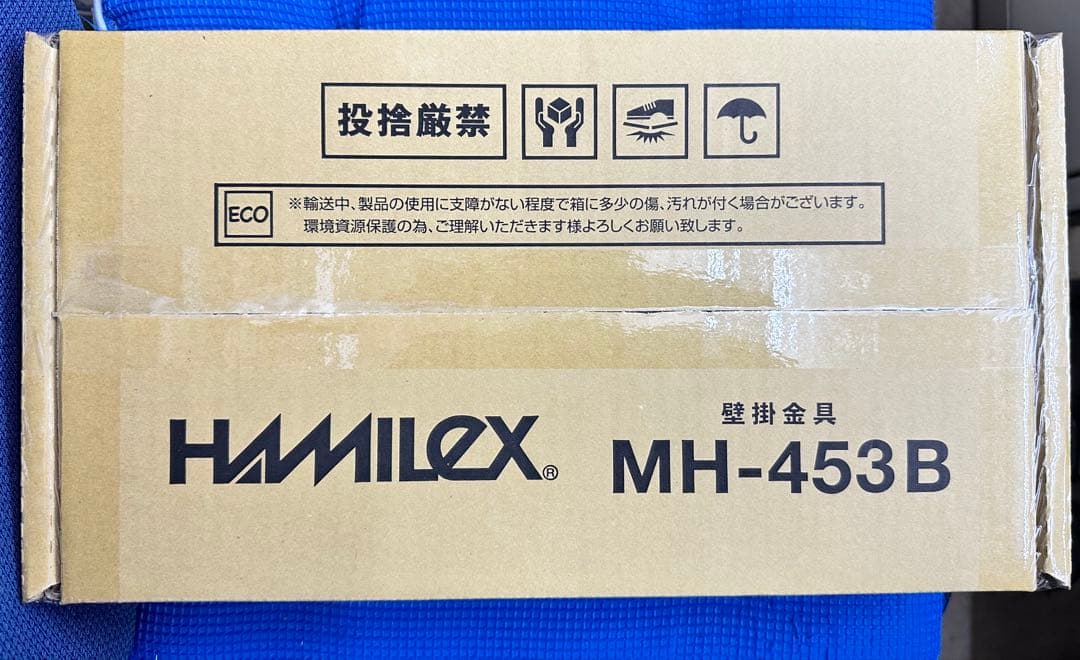 投捨厳禁
ECO
※輸送中、製品の使用に支障がない程度で箱に多少の傷、汚れが付く場合がございます。
環境資源保護の為、ご理解いただきます様よろしくお願い致します。
HAMILeX®
壁掛金具
MH-453B